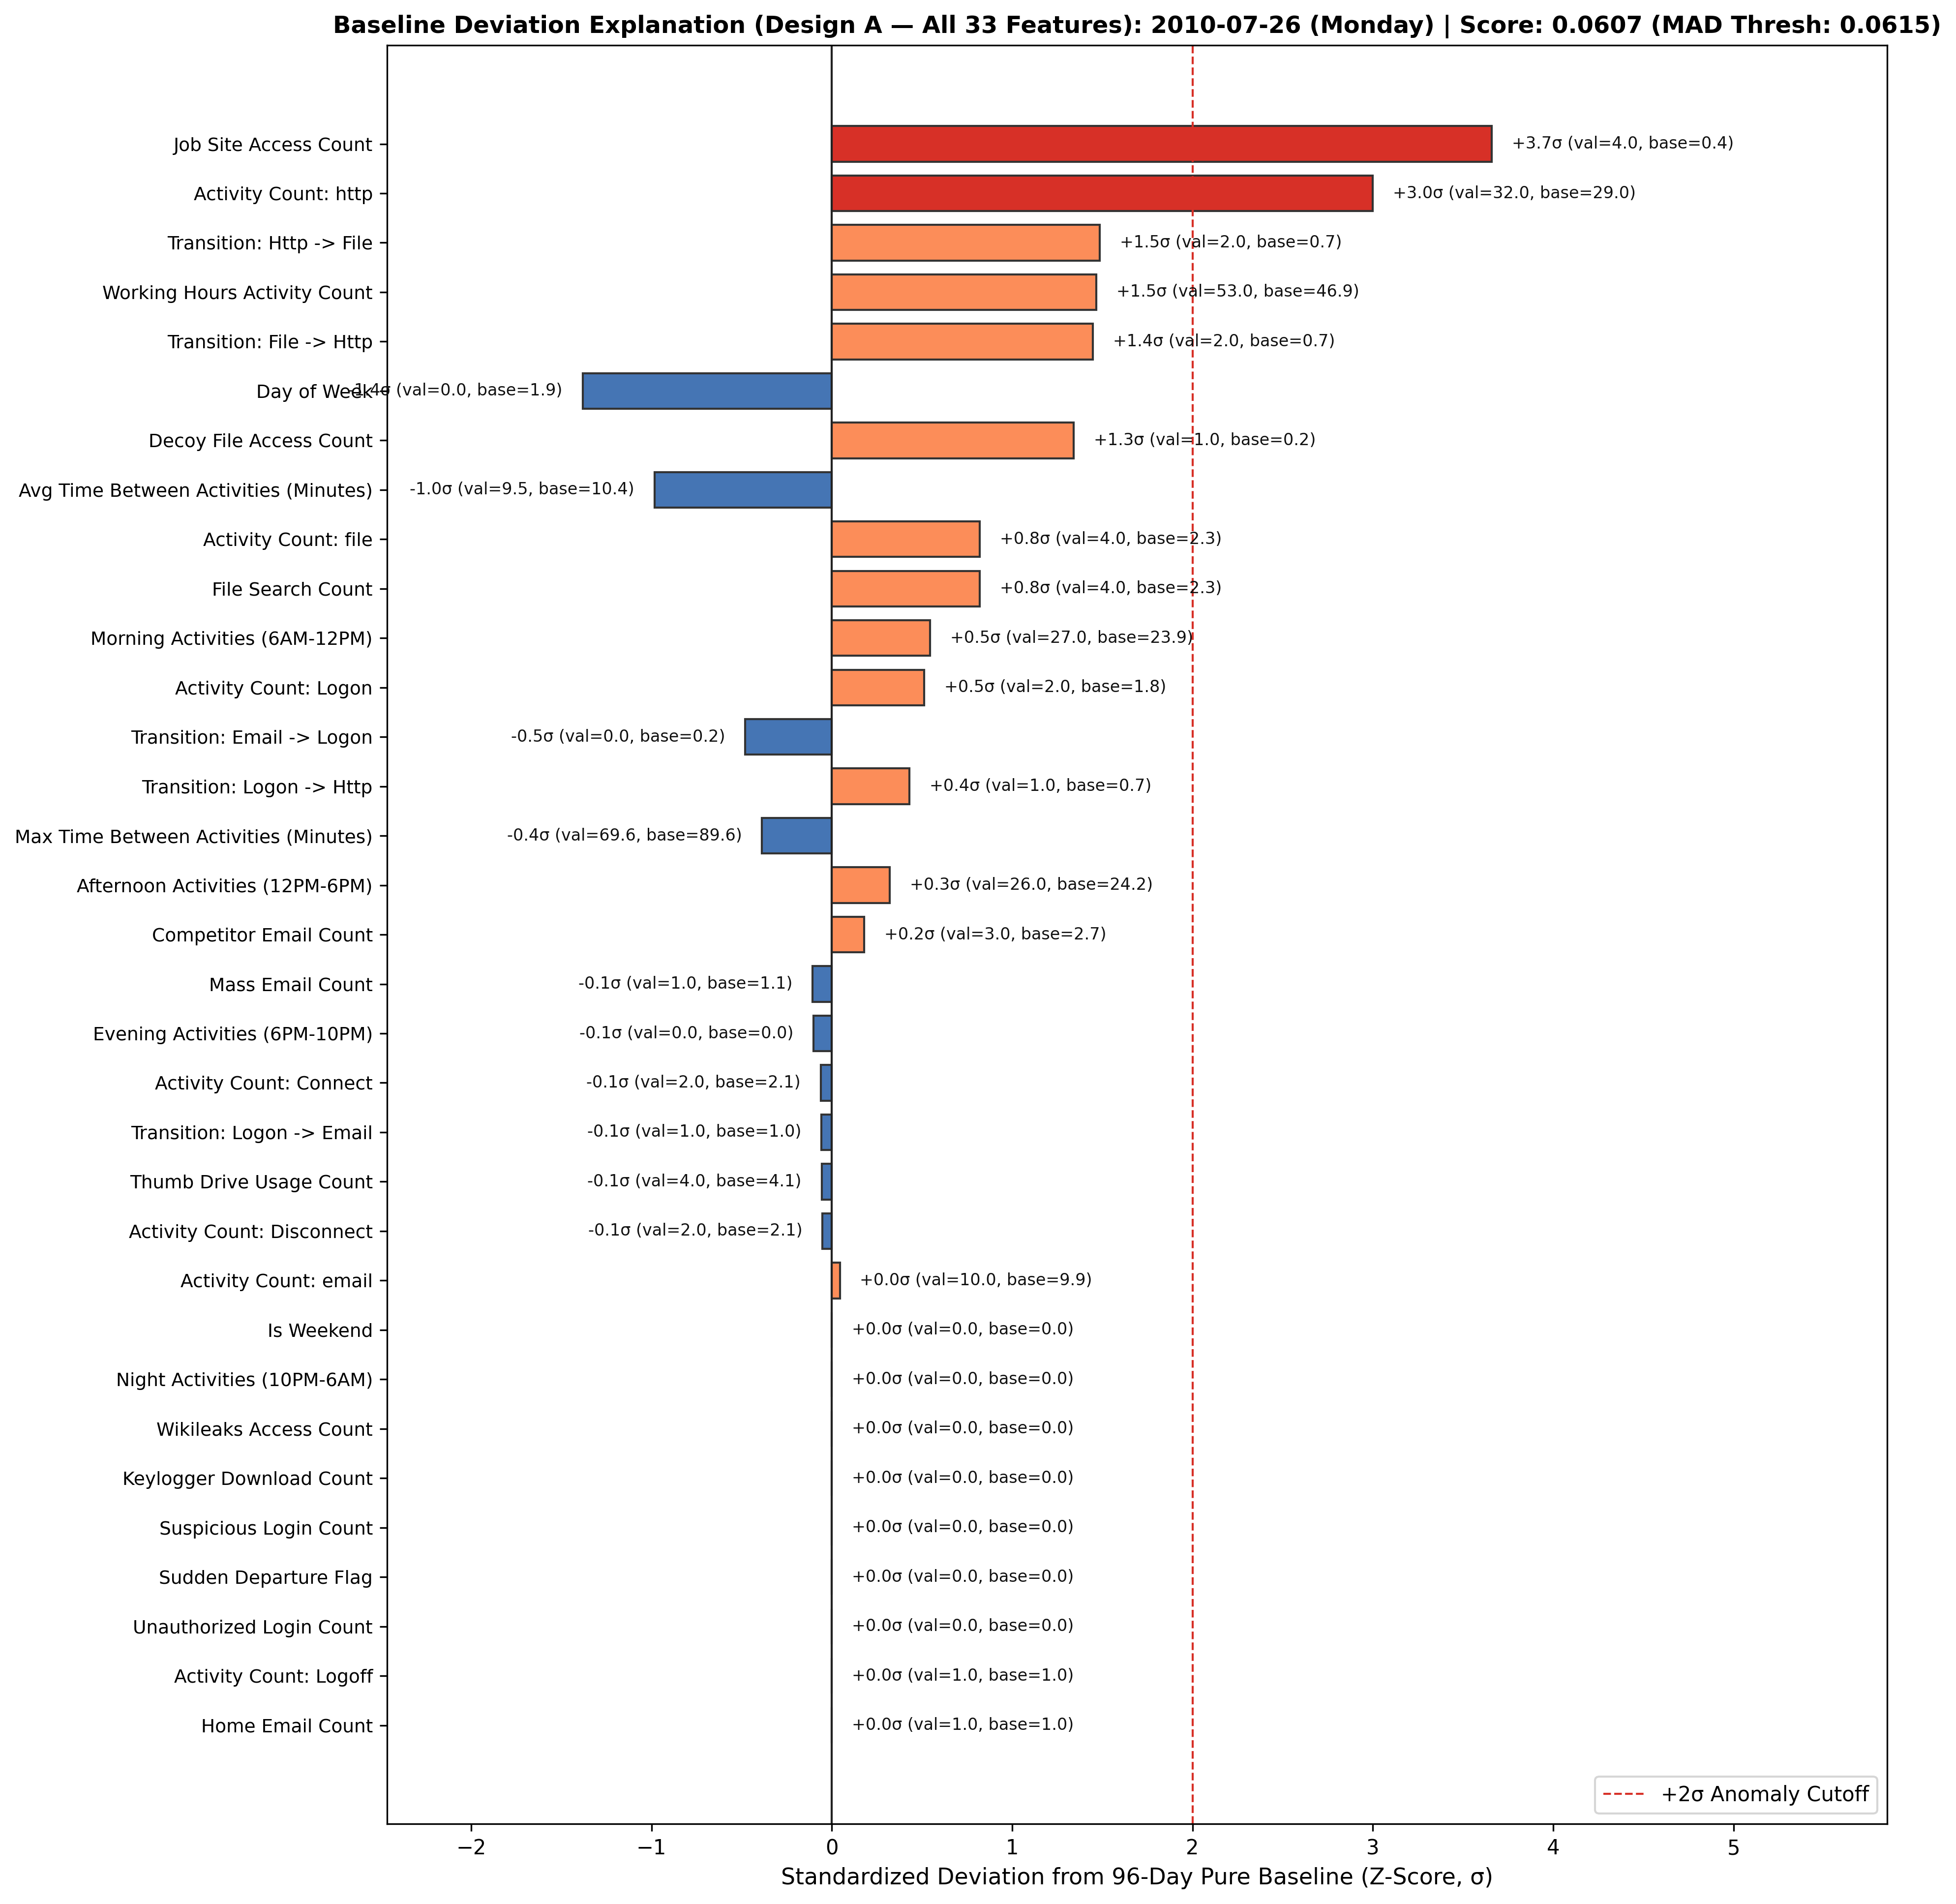 Baseline Deviation Explanation (Design A — All 33 Features): 2010-07-26 (Monday) | Score: 0.0607 (MAD Thresh: 0.0615)
Job Site Access Count +3.7σ (val=4.0, base=0.4)
Activity Count: http +3.0σ (val=32.0, base=29.0)
Transition: Http -> File +1.5σ (val=2.0, base=0.7)
Working Hours Activity Count +1.5σ (val=53.0, base=46.9)
Transition: File -> Http +1.4σ (val=2.0, base=0.7)
Day of Week -1.4σ (val=0.0, base=1.9)
Decoy File Access Count +1.3σ (val=1.0, base=0.2)
Avg Time Between Activities (Minutes) -1.0σ (val=9.5, base=10.4)
Activity Count: file +0.8σ (val=4.0, base=2.3)
File Search Count +0.8σ (val=4.0, base=2.3)
Morning Activities (6AM-12PM) +0.5σ (val=27.0, base=23.9)
Activity Count: Logon +0.5σ (val=2.0, base=1.8)
Transition: Email -> Logon -0.5σ (val=0.0, base=0.2)
Transition: Logon -> Http +0.4σ (val=1.0, base=0.7)
Max Time Between Activities (Minutes) -0.4σ (val=69.6, base=89.6)
Afternoon Activities (12PM-6PM) +0.3σ (val=26.0, base=24.2)
Competitor Email Count +0.2σ (val=3.0, base=2.7)
Mass Email Count -0.1σ (val=1.0, base=1.1)
Evening Activities (6PM-10PM) -0.1σ (val=0.0, base=0.0)
Activity Count: Connect -0.1σ (val=2.0, base=2.1)
Transition: Logon -> Email -0.1σ (val=1.0, base=1.0)
Thumb Drive Usage Count -0.1σ (val=4.0, base=4.1)
Activity Count: Disconnect -0.1σ (val=2.0, base=2.1)
Activity Count: email +0.0σ (val=10.0, base=9.9)
Is Weekend +0.0σ (val=0.0, base=0.0)
Night Activities (10PM-6AM) +0.0σ (val=0.0, base=0.0)
Wikileaks Access Count +0.0σ (val=0.0, base=0.0)
Keylogger Download Count +0.0σ (val=0.0, base=0.0)
Suspicious Login Count +0.0σ (val=0.0, base=0.0)
Sudden Departure Flag +0.0σ (val=0.0, base=0.0)
Unauthorized Login Count +0.0σ (val=0.0, base=0.0)
Activity Count: Logoff +0.0σ (val=1.0, base=1.0)
Home Email Count +0.0σ (val=1.0, base=1.0)
+2σ Anomaly Cutoff
−2 −1 0 1 2 3 4 5
Standardized Deviation from 96-Day Pure Baseline (Z-Score, σ)